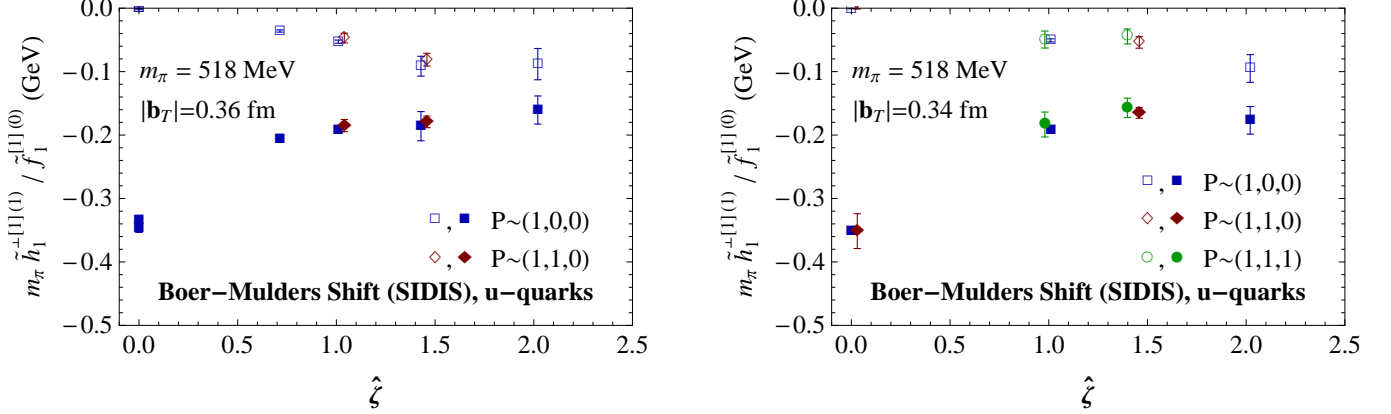 0.0
−0.1
−0.2
−0.3
−0.4
−0.5
m_π h̃_1^{⊥[1](1)} / f̃_1^{[1](0)} (GeV)
m_π = 518 MeV
|b_T|=0.36 fm
, P∼(1,0,0)
, P∼(1,1,0)
Boer−Mulders Shift (SIDIS), u−quarks
0.0 0.5 1.0 1.5 2.0 2.5
ζ̂
0.0
−0.1
−0.2
−0.3
−0.4
−0.5
m_π h̃_1^{⊥[1](1)} / f̃_1^{[1](0)} (GeV)
m_π = 518 MeV
|b_T|=0.34 fm
, P∼(1,0,0)
, P∼(1,1,0)
, P∼(1,1,1)
Boer−Mulders Shift (SIDIS), u−quarks
0.0 0.5 1.0 1.5 2.0 2.5
ζ̂